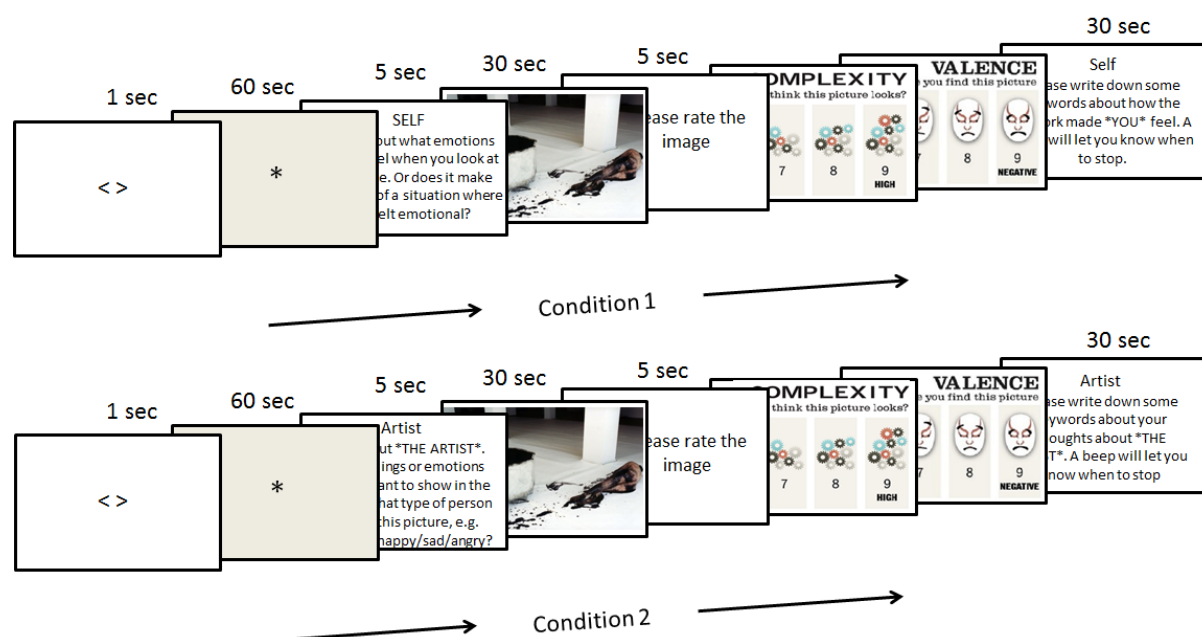 30 sec
5 sec
30 sec
5 sec
60 sec
1 sec
< >
*
SELF
out what emotions
el when you look at
e. Or does it make
of a situation where
elt emotional?
ease rate the
image
OMPLEXITY
think this picture looks?
7 8 9
HIGH
VALENCE
e you find this picture
7 8 9
NEGATIVE
Self
ase write down some
words about how the
ork made *YOU* feel. A
will let you know when
to stop.
Condition 1
30 sec
5 sec
30 sec
5 sec
60 sec
1 sec
< >
*
Artist
ut *THE ARTIST*.
ings or emotions
ant to show in the
hat type of person
this picture, e.g.
happy/sad/angry?
ease rate the
image
OMPLEXITY
think this picture looks?
7 8 9
HIGH
VALENCE
e you find this picture
7 8 9
NEGATIVE
Artist
ase write down some
ywords about your
oughts about *THE
ST*. A beep will let you
now when to stop
Condition 2